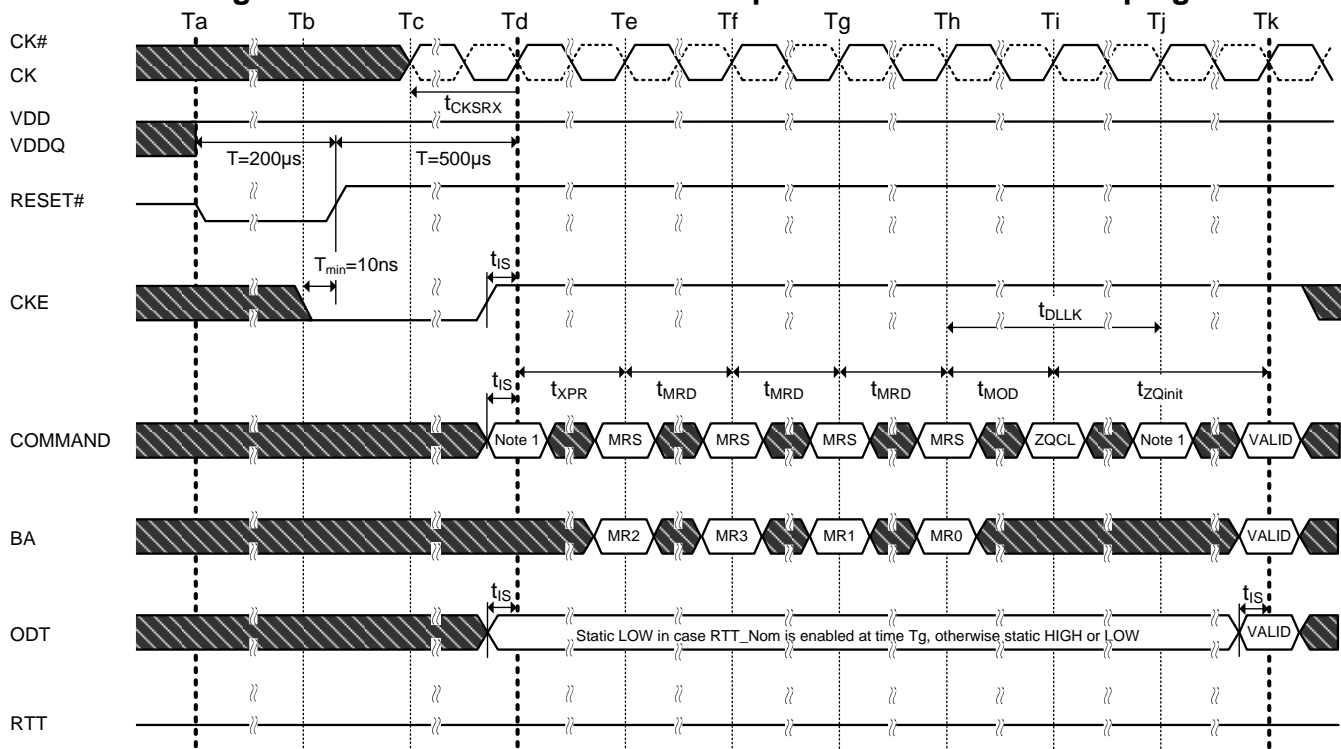 Ta Tb Tc Td Te Tf Tg Th Ti Tj Tk
CK#
CK
tCKSRX
VDD
VDDQ
T=200µs T=500µs
RESET#
Tmin=10ns tIS
CKE
tDLLK
tIS tXPR tMRD tMRD tMRD tMOD tZQinit
COMMAND Note 1 MRS MRS MRS MRS ZQCL Note 1 VALID
BA MR2 MR3 MR1 MR0 VALID
tIS tIS
ODT Static LOW in case RTT_Nom is enabled at time Tg, otherwise static HIGH or LOW VALID
RTT